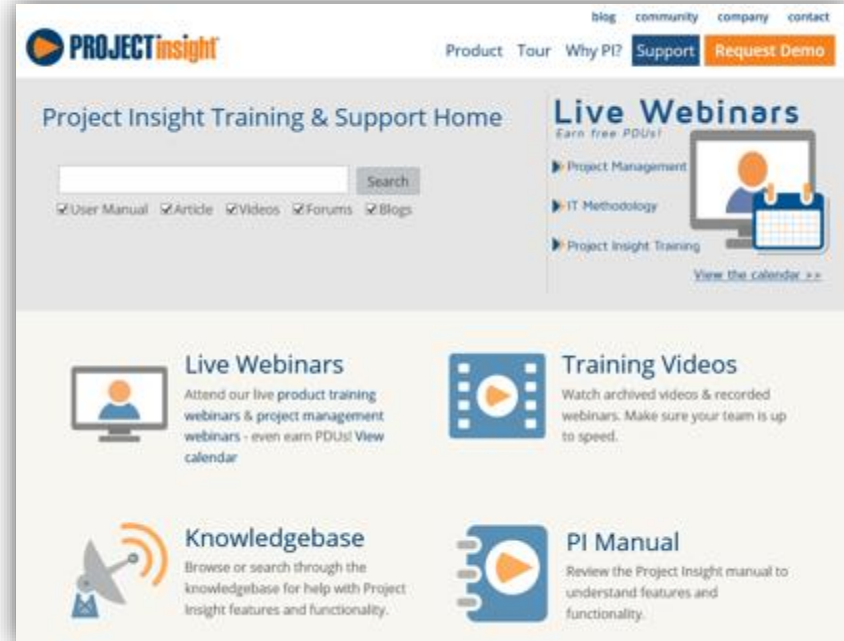 blog community company contact
PROJECTinsight
Product Tour Why PI? Support Request Demo
Project Insight Training & Support Home
Search
User Manual Article Videos Forums Blogs
Live Webinars
Earn free PDUs!
Project Management
IT Methodology
Project Insight Training
View the calendar >>
Live Webinars
Attend our live product training
webinars & project management
webinars - even earn PDUs! View
calendar
Training Videos
Watch archived videos & recorded
webinars. Make sure your team is up
to speed.
Knowledgebase
Browse or search through the
knowledgebase for help with Project
Insight features and functionality.
PI Manual
Review the Project Insight manual to
understand features and
functionality.